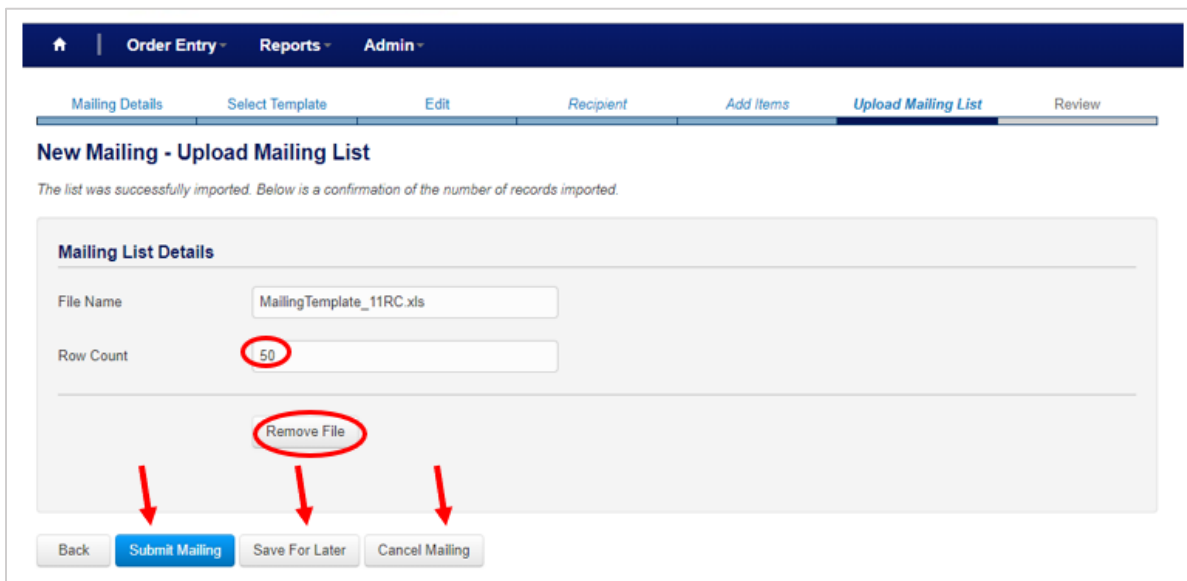 Order Entry Reports Admin
Mailing Details Select Template Edit Recipient Add Items Upload Mailing List Review
New Mailing - Upload Mailing List
The list was successfully imported. Below is a confirmation of the number of records imported.
Mailing List Details
File Name MailingTemplate_11RC.xls
Row Count 50
Remove File
Back Submit Mailing Save For Later Cancel Mailing